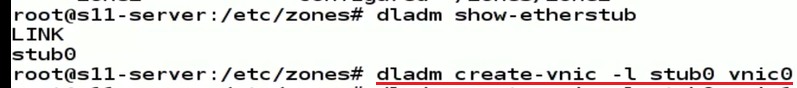 root@s11-server:/etc/zones# dladm show-etherstub
LINK
stub0
root@s11-server:/etc/zones# dladm create-vnic -l stub0 vnic0